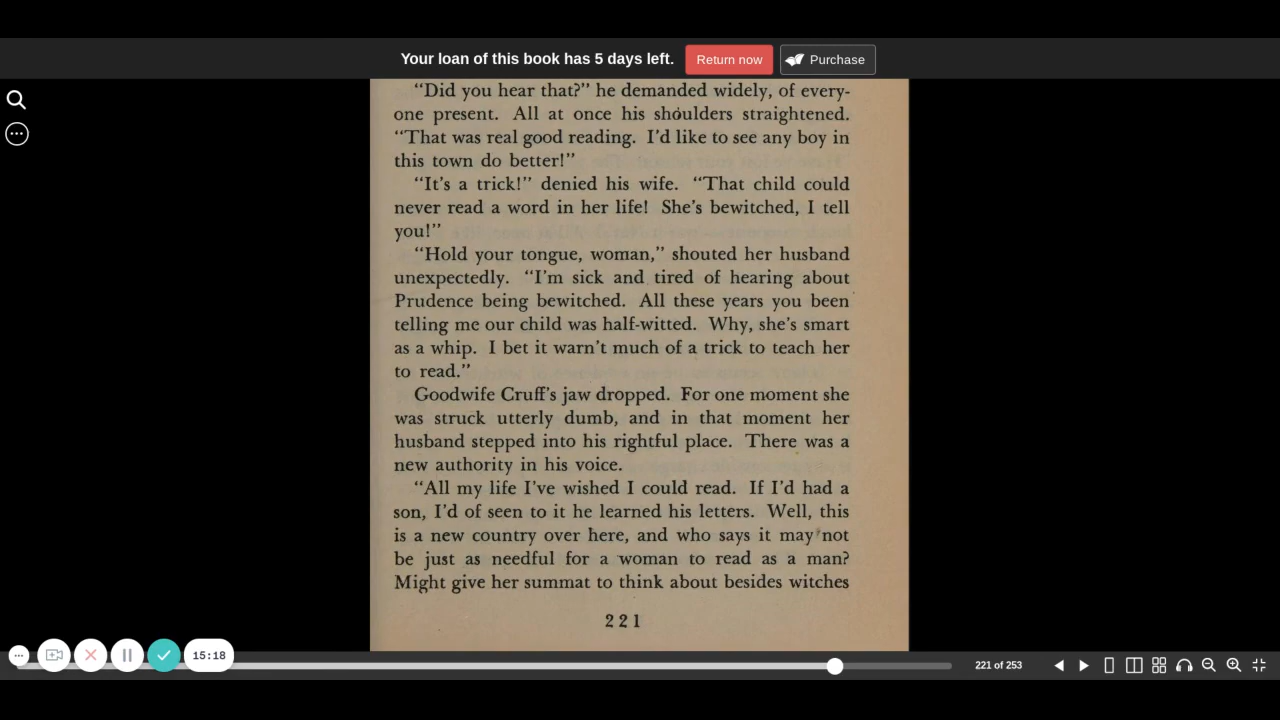 Your loan of this book has 5 days left. Return now Purchase
“Did you hear that?” he demanded widely, of every-
one present. All at once his shoulders straightened.
“That was real good reading. I’d like to see any boy in
this town do better!”
“It’s a trick!” denied his wife. “That child could
never read a word in her life! She’s bewitched, I tell
you!”
“Hold your tongue, woman,” shouted her husband
unexpectedly. “I’m sick and tired of hearing about
Prudence being bewitched. All these years you been
telling me our child was half-witted. Why, she’s smart
as a whip. I bet it warn’t much of a trick to teach her
to read.”
Goodwife Cruff’s jaw dropped. For one moment she
was struck utterly dumb, and in that moment her
husband stepped into his rightful place. There was a
new authority in his voice.
“All my life I’ve wished I could read. If I’d had a
son, I’d of seen to it he learned his letters. Well, this
is a new country over here, and who says it may not
be just as needful for a woman to read as a man?
Might give her summat to think about besides witches
221
15:18
221 of 253